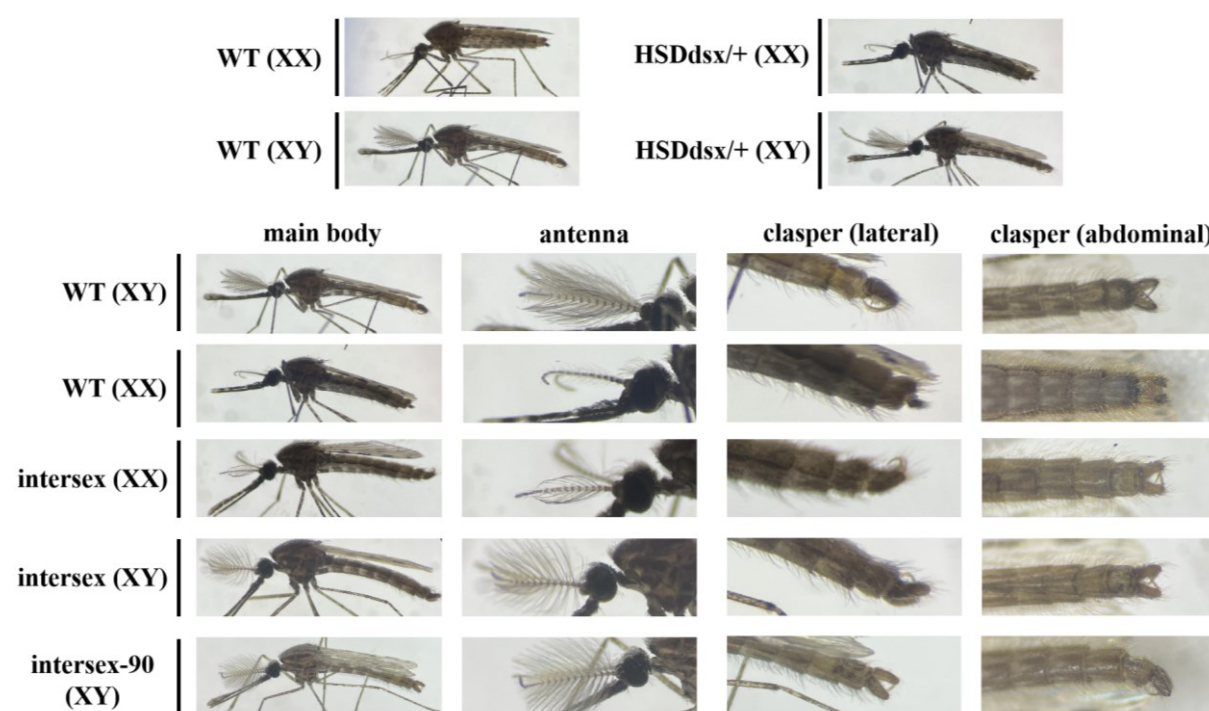 WT (XX)
HSDdsx/+ (XX)
WT (XY)
HSDdsx/+ (XY)
main body
antenna
clasper (lateral)
clasper (abdominal)
WT (XY)
WT (XX)
intersex (XX)
intersex (XY)
intersex-90
(XY)